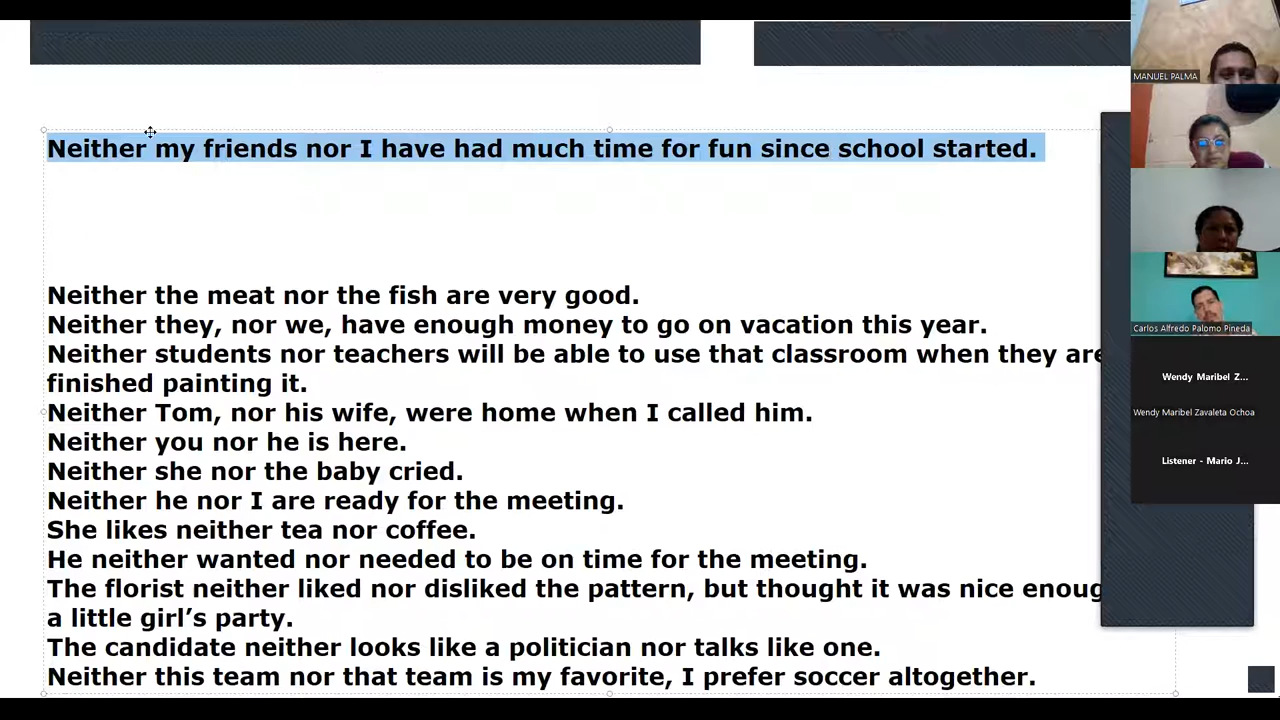 Neither my friends nor I have had much time for fun since school started.
Neither the meat nor the fish are very good.
Neither they, nor we, have enough money to go on vacation this year.
Neither students nor teachers will be able to use that classroom when they are
finished painting it.
Neither Tom, nor his wife, were home when I called him.
Neither you nor he is here.
Neither she nor the baby cried.
Neither he nor I are ready for the meeting.
She likes neither tea nor coffee.
He neither wanted nor needed to be on time for the meeting.
The florist neither liked nor disliked the pattern, but thought it was nice enoug
a little girl’s party.
The candidate neither looks like a politician nor talks like one.
Neither this team nor that team is my favorite, I prefer soccer altogether.
MANUEL PALMA
Carlos Alfredo Palomo Pineda
Wendy Maribel Z...
Wendy Maribel Zavaleta Ochoa
Listener - Mario J...